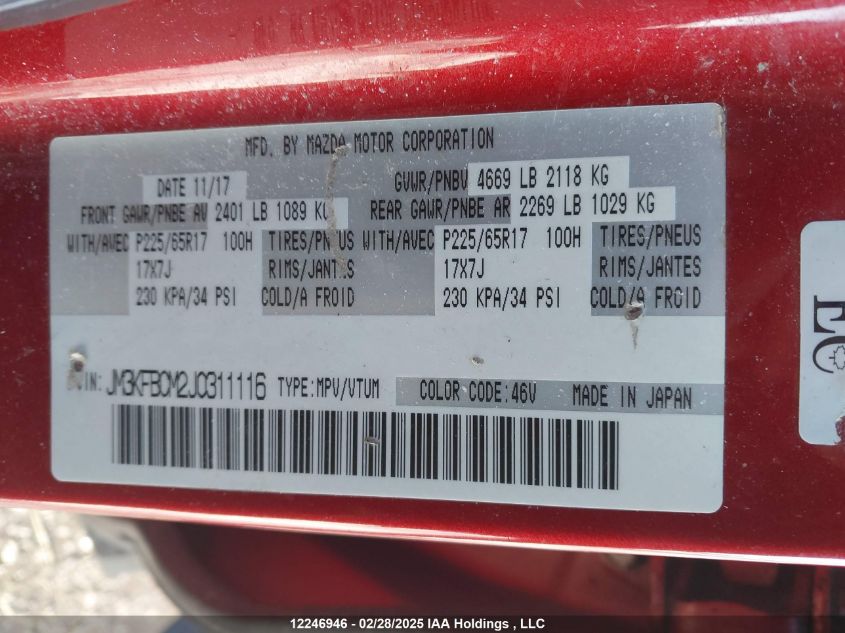 MFD. BY MAZDA MOTOR CORPORATION
DATE 11/17 GVWR/PNBV 4669 LB 2118 KG
FRONT GAWR/PNBE AV 2401 LB 1089 KG REAR GAWR/PNBE AR 2269 LB 1029 KG
WITH/AVEC P225/65R17 100H TIRES/PNEUS WITH/AVEC P225/65R17 100H TIRES/PNEUS
17X7J RIMS/JANTES 17X7J RIMS/JANTES
230 KPA/34 PSI COLD/A FROID 230 KPA/34 PSI COLD/A FROID
VIN: JM3KFBCM2J0311116 TYPE:MPV/VTUM COLOR CODE:46V MADE IN JAPAN
12246946 - 02/28/2025 IAA Holdings , LLC